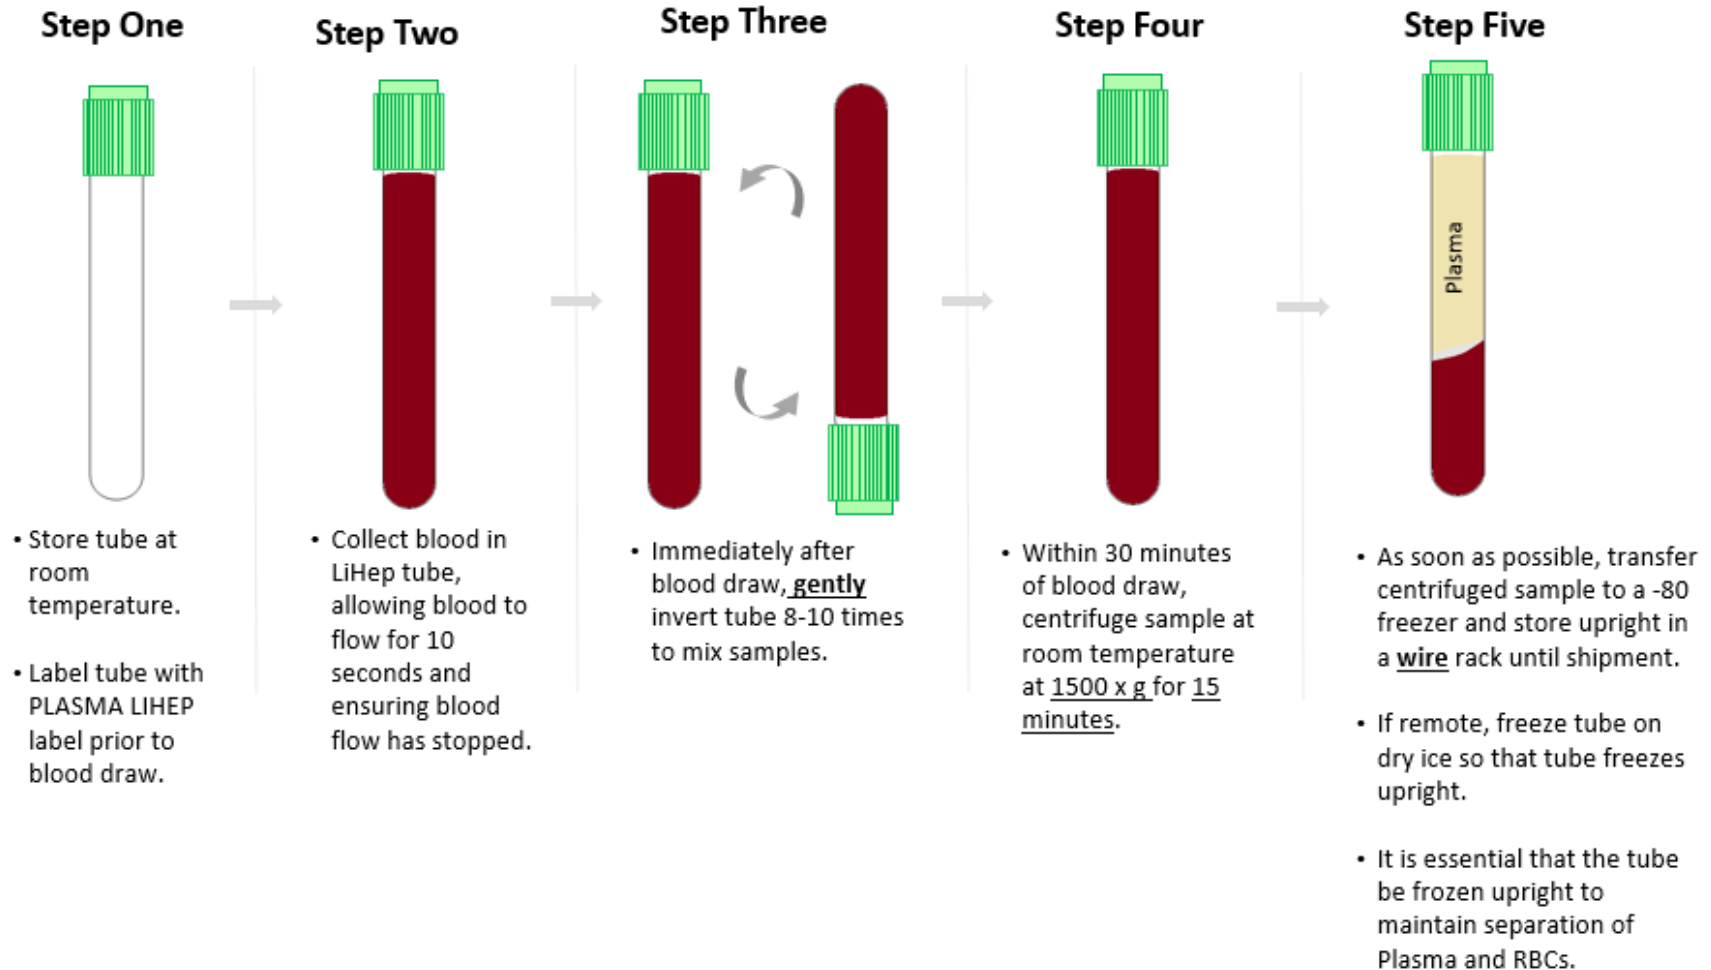 Step One
• Store tube at
room
temperature.
• Label tube with
PLASMA LIHEP
label prior to
blood draw.
Step Two
• Collect blood in
LiHep tube,
allowing blood to
flow for 10
seconds and
ensuring blood
flow has stopped.
Step Three
• Immediately after
blood draw, gently
invert tube 8-10 times
to mix samples.
Step Four
• Within 30 minutes
of blood draw,
centrifuge sample at
room temperature
at 1500 x g for 15
minutes.
Step Five
Plasma
• As soon as possible, transfer
centrifuged sample to a -80
freezer and store upright in
a wire rack until shipment.
• If remote, freeze tube on
dry ice so that tube freezes
upright.
• It is essential that the tube
be frozen upright to
maintain separation of
Plasma and RBCs.